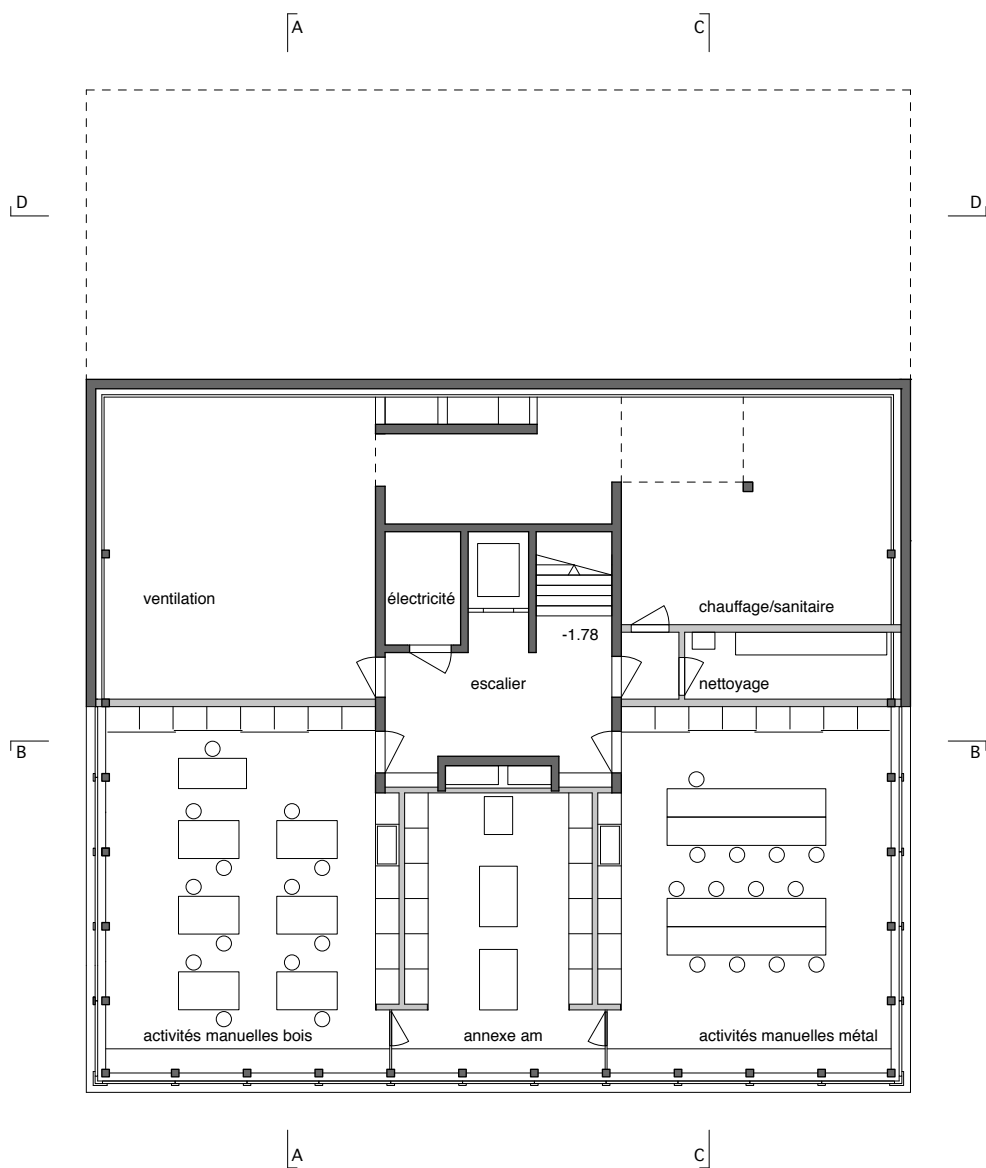 A
C
D
D
ventilation
électricité
chauffage/sanitaire
-1.78
escalier
nettoyage
B
B
activités manuelles bois
annexe am
activités manuelles métal
A
C